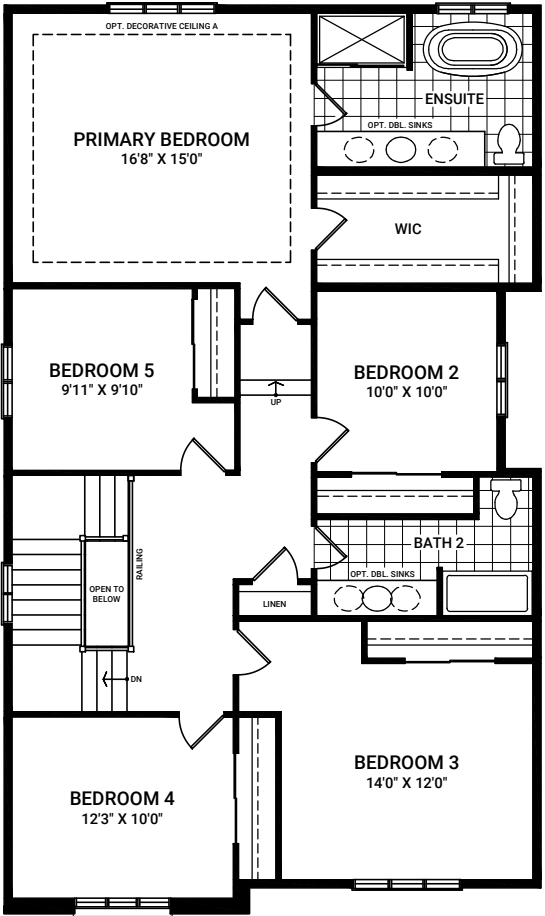 OPT. DECORATIVE CEILING A
PRIMARY BEDROOM
16'8" X 15'0"
ENSUITE
OPT. DBL. SINKS
WIC
BEDROOM 5
9'11" X 9'10"
UP
BEDROOM 2
10'0" X 10'0"
RAILING
OPEN TO
BELOW
BATH 2
OPT. DBL. SINKS
LINEN
DN
BEDROOM 3
14'0" X 12'0"
BEDROOM 4
12'3" X 10'0"